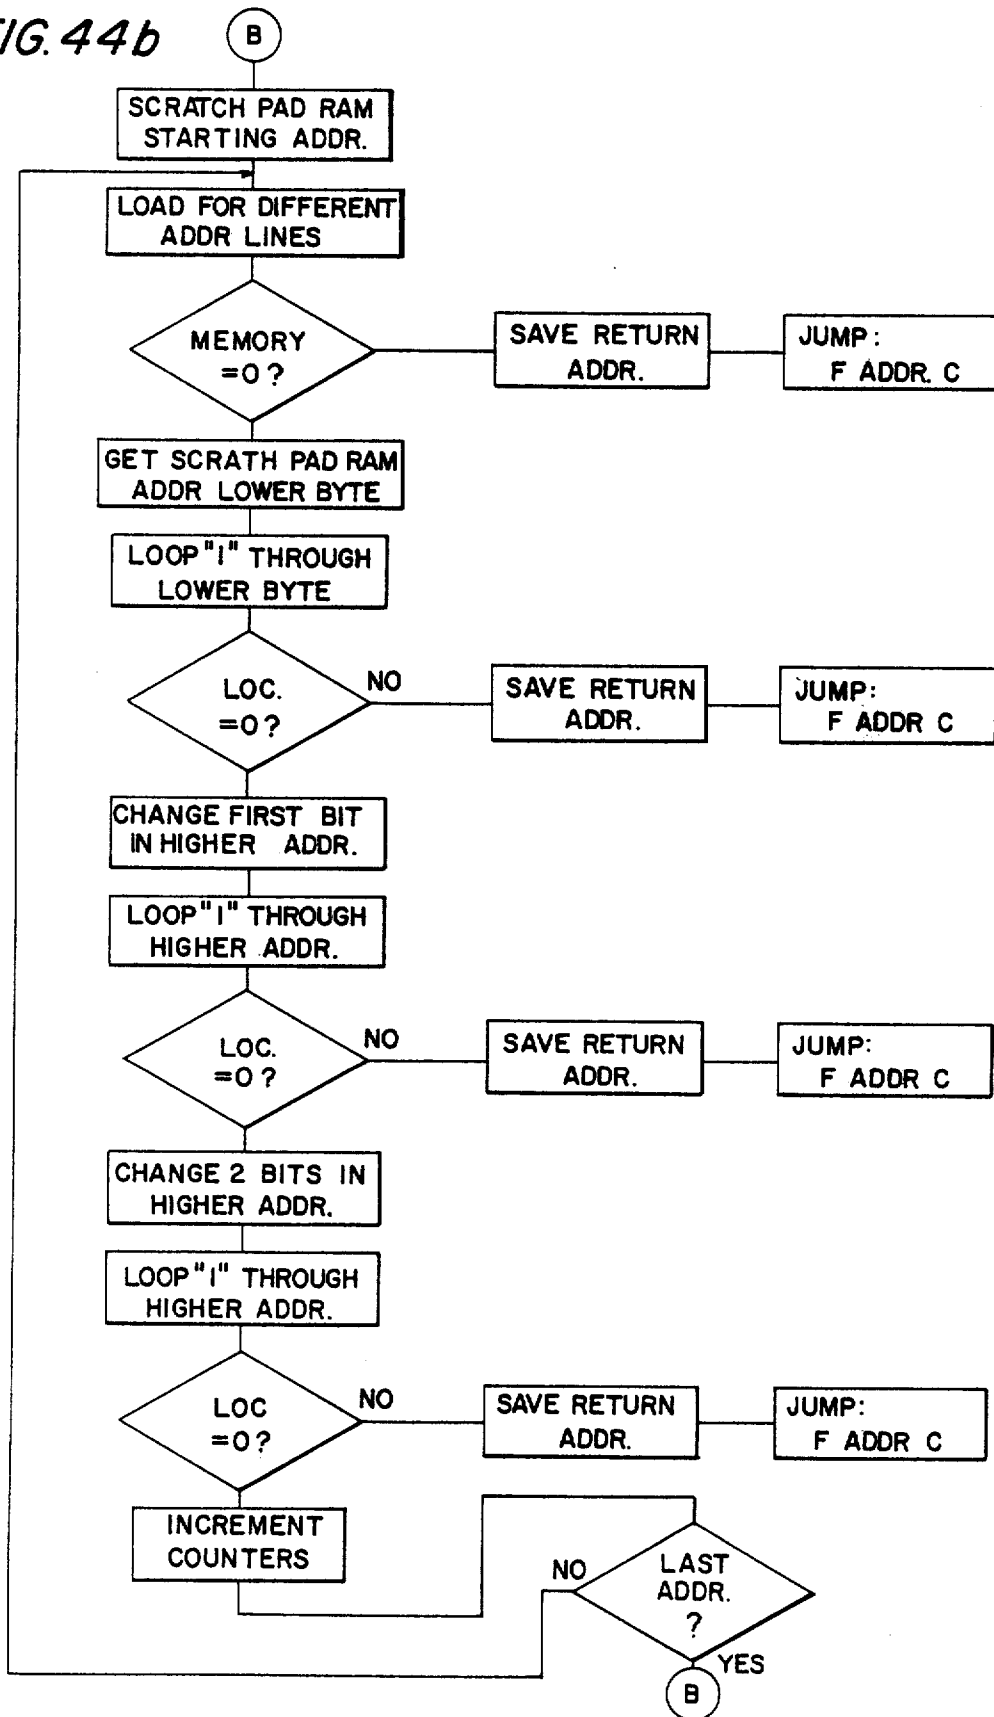 FIG. 44b
B
SCRATCH PAD RAM
STARTING ADDR.
LOAD FOR DIFFERENT
ADDR LINES
MEMORY
=0?
SAVE RETURN
ADDR.
JUMP:
F ADDR. C
GET SCRATH PAD RAM
ADDR LOWER BYTE
LOOP "1" THROUGH
LOWER BYTE
LOC.
=0?
NO
SAVE RETURN
ADDR.
JUMP:
F ADDR C
CHANGE FIRST BIT
IN HIGHER ADDR.
LOOP "1" THROUGH
HIGHER ADDR.
LOC.
=0?
NO
SAVE RETURN
ADDR.
JUMP:
F ADDR C
CHANGE 2 BITS IN
HIGHER ADDR.
LOOP "1" THROUGH
HIGHER ADDR.
LOC
=0?
NO
SAVE RETURN
ADDR.
JUMP:
F ADDR C
INCREMENT
COUNTERS
LAST
ADDR.
?
NO
YES
B